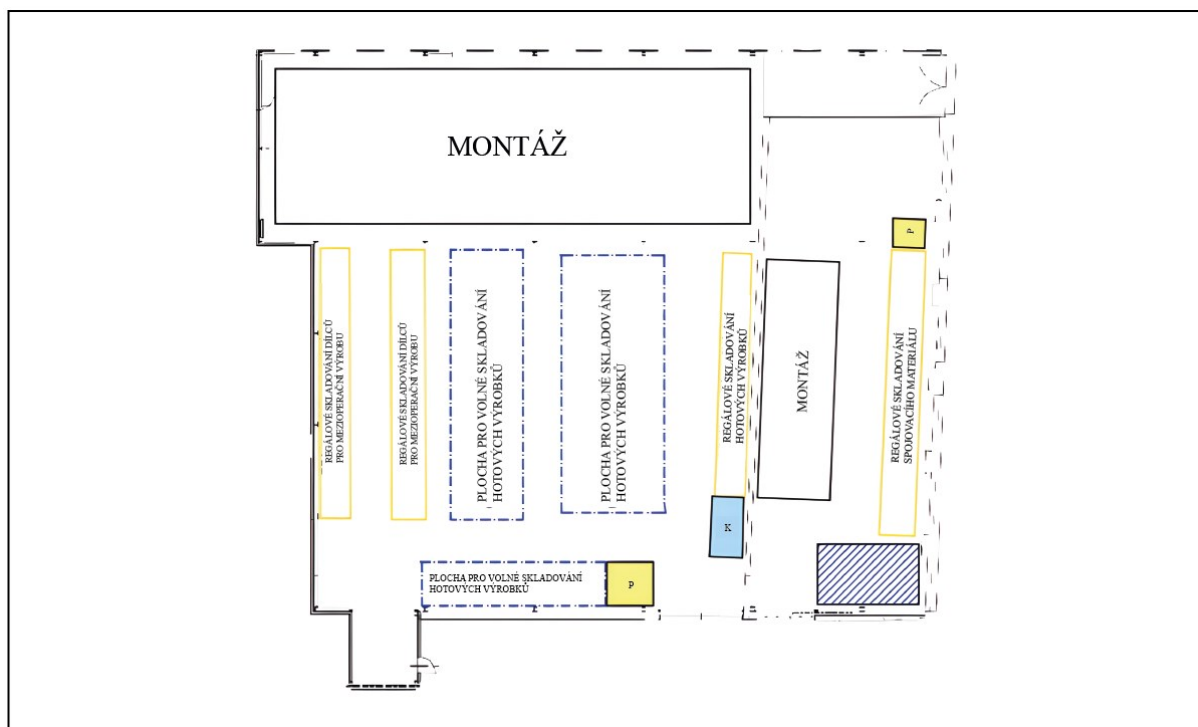 MONTÁŽ
P
REGÁLOVÉ SKLADOVÁNÍ DÍLCŮ
PRO MEZIOPERAČNÍ VÝROBU
REGÁLOVÉ SKLADOVÁNÍ DÍLCŮ
PRO MEZIOPERAČNÍ VÝROBU
PLOCHA PRO VOLNÉ SKLADOVÁNÍ
HOTOVÝCH VÝROBKŮ
PLOCHA PRO VOLNÉ SKLADOVÁNÍ
HOTOVÝCH VÝROBKŮ
REGÁLOVÉ SKLADOVÁNÍ
HOTOVÝCH VÝROBKŮ
MONTÁŽ
REGÁLOVÉ SKLADOVÁNÍ
SPOJOVACÍHO MATERIÁLU
K
PLOCHA PRO VOLNÉ SKLADOVÁNÍ
HOTOVÝCH VÝROBKŮ
P